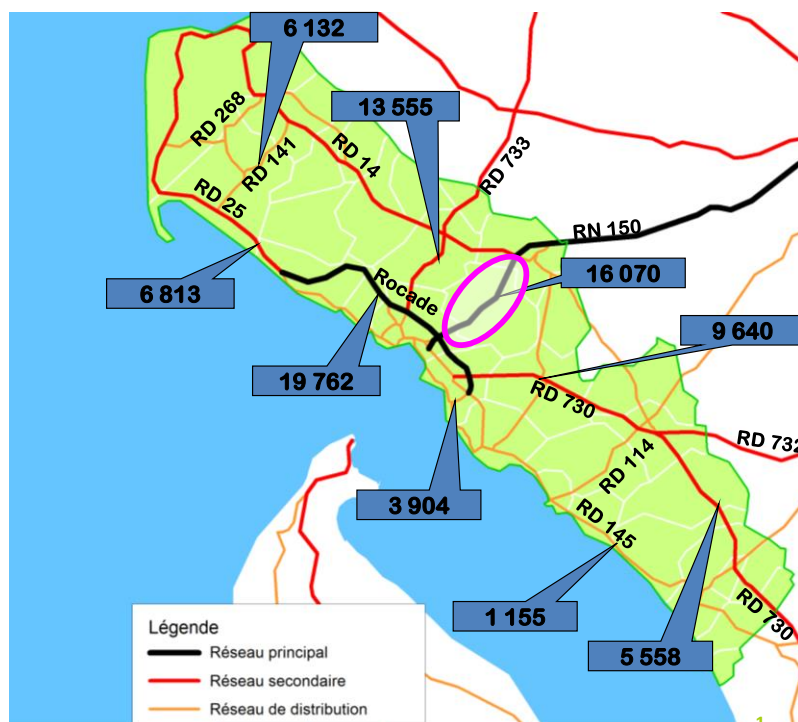 6 132
13 555
RD 268
RD 141
RD 14
RD 733
RD 25
RN 150
6 813
Rocade
16 070
9 640
19 762
RD 730
RD 732
RD 114
3 904
RD 145
1 155
5 558
RD 730
Légende
Réseau principal
Réseau secondaire
Réseau de distribution
1